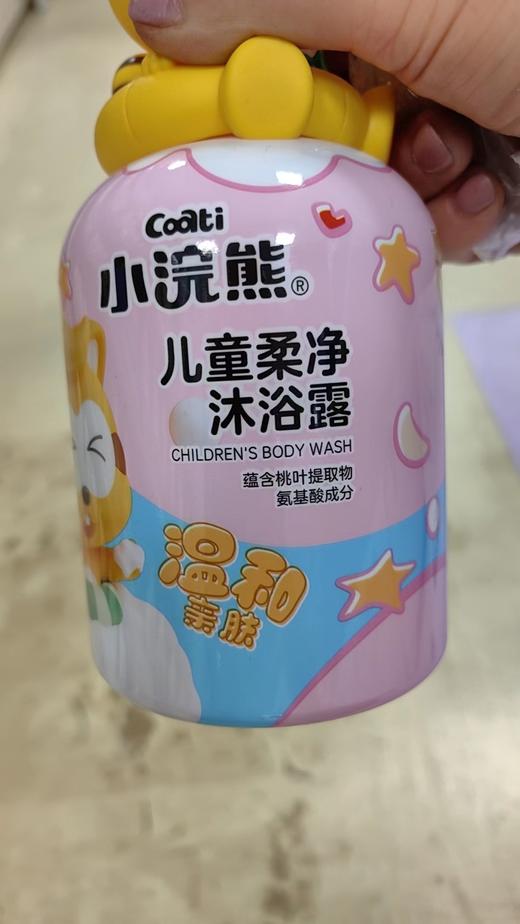 Coati
小浣熊®
儿童柔净
沐浴露
CHILDREN'S BODY WASH
蕴含桃叶提取物
氨基酸成分
温和
亲肤